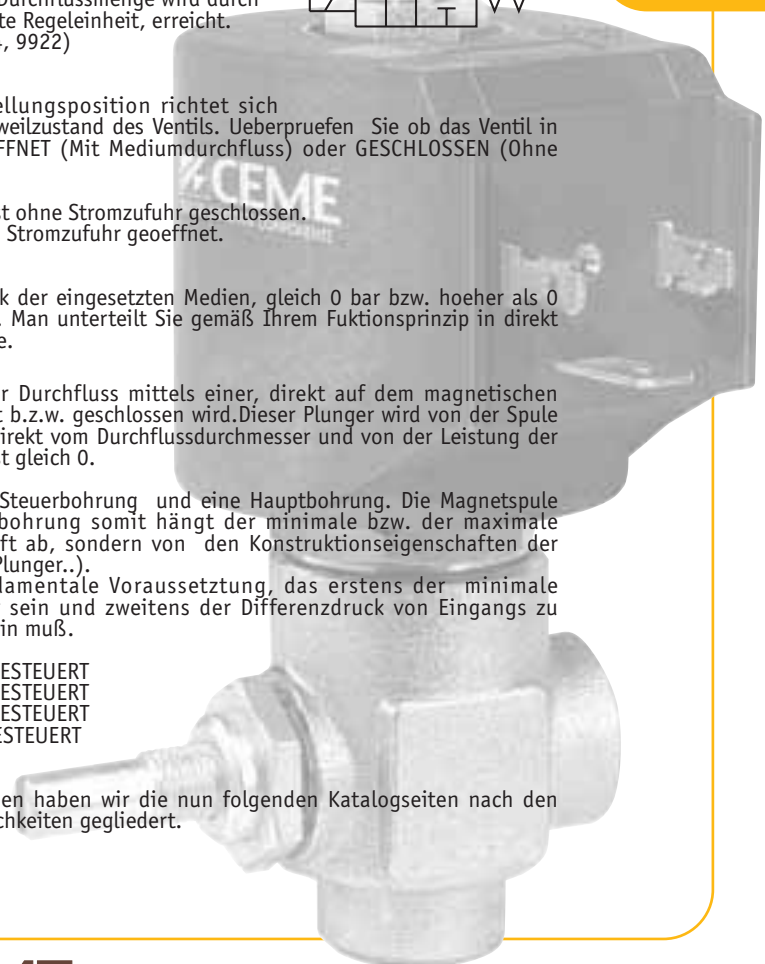 Durchflussmenge wird durch
te Regeleinheit, erreicht.
, 9922)
ellungsposition richtet sich
weilzustand des Ventils. Ueberpruefen Sie ob das Ventil in
FFNET (Mit Mediumdurchfluss) oder GESCHLOSSEN (Ohne
st ohne Stromzufuhr geschlossen.
Stromzufuhr geoeffnet.
CEME
k der eingesetzten Medien, gleich 0 bar bzw. hoeher als 0
. Man unterteilt Sie gemäß Ihrem Fuktionsprinzip in direkt
e.
r Durchfluss mittels einer, direkt auf dem magnetischen
t b.z.w. geschlossen wird.Dieser Plunger wird von der Spule
irekt vom Durchflussdurchmesser und von der Leistung der
st gleich 0.
Steuerbohrung und eine Hauptbohrung. Die Magnetspule
bohrung somit hängt der minimale bzw. der maximale
ft ab, sondern von den Konstruktionseigenschaften der
Plunger..).
damentale Voraussetztung, das erstens der minimale
sein und zweitens der Differenzdruck von Eingangs zu
in muß.
ESTEUERT
ESTEUERT
ESTEUERT
ESTEUERT
en haben wir die nun folgenden Katalogseiten nach den
chkeiten gegliedert.